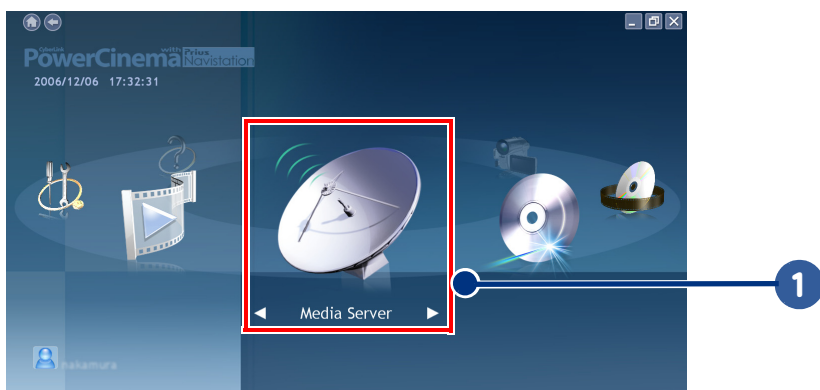 CyberLink
PowerCinema with Prius Navistation
2006/12/06 17:32:31
Media Server
1
nakamura